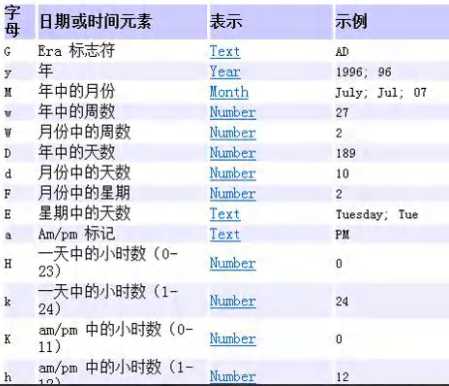 字母 日期或时间元素 表示 示例
G Era 标志符 Text AD
y 年 Year 1996; 96
M 年中的月份 Month July; Jul; 07
w 年中的周数 Number 27
W 月份中的周数 Number 2
D 年中的天数 Number 189
d 月份中的天数 Number 10
F 月份中的星期 Number 2
E 星期中的天数 Text Tuesday; Tue
a Am/pm 标记 Text PM
H 一天中的小时数（0-
23） Number 0
k 一天中的小时数（1-
24） Number 24
K am/pm 中的小时数（0-
11） Number 0
h am/pm 中的小时数（1-
12） Number 12